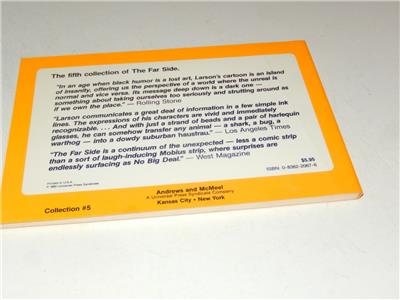 The fifth collection of The Far Side.
"In an age when black humor is a lost art, Larson's cartoon is an island
of insanity, offering us the perspective of a world where the unreal is
normal and vice versa. Its message deep down is a dark one —
something about taking ourselves too seriously and strutting around as
if we own the place." — Rolling Stone
"Larson communicates a great deal of information in a few simple ink
lines. The expressions of his characters are vivid and immediately
recognizable. . . . And with just a strand of beads and a pair of harlequin
glasses, he can somehow transform any animal — a shark, a bug, a
warthog — into a dowdy suburban haustrau." — Los Angeles Times
"The Far Side is a continuum of the unexpected — less a comic strip
than a sort of laugh-inducing Mobius strip, where surprises are
endlessly surfacing as No Big Deal." — West Magazine
$5.95
ISBN: 0-8362-2067-6
Printed in U.S.A.
Universal Press Syndicate
Andrews and McMeel
A Universal Press Syndicate Company
Kansas City • New York
Collection #5